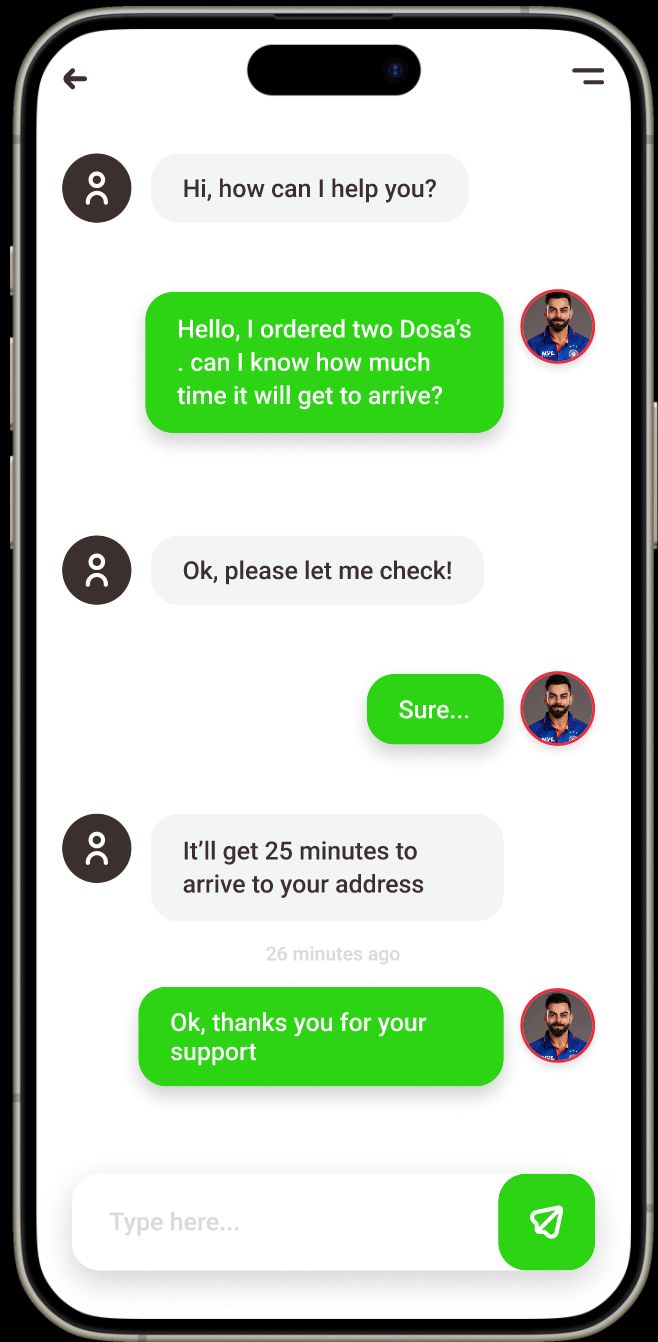 Hi, how can I help you?
Hello, I ordered two Dosa’s
. can I know how much
time it will get to arrive?
Ok, please let me check!
Sure...
It’ll get 25 minutes to
arrive to your address
26 minutes ago
Ok, thanks you for your
support
Type here...